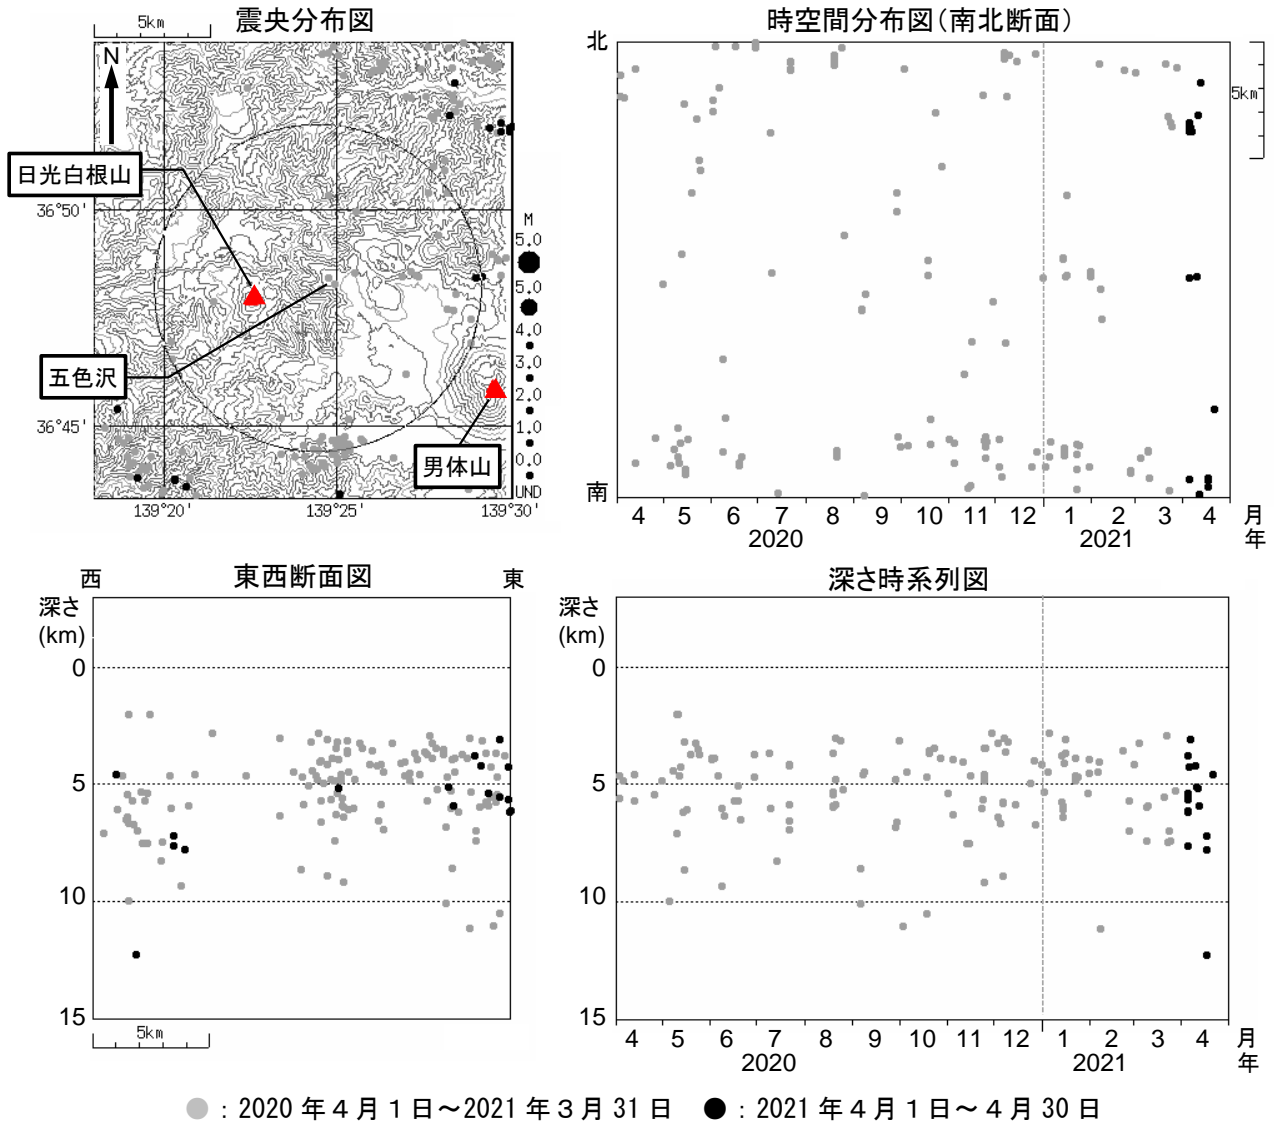 震央分布図
5km
N
日光白根山
36°50'
五色沢
36°45'
男体山
139°20'
139°25'
139°30'
M
5.0
5.0
4.0
3.0
2.0
1.0
0.0
UND
時空間分布図（南北断面）
北
南
5km
4 5 6 7 8 9 10 11 12 1 2 3 4 月
2020 2021 年
東西断面図
西
東
深さ
(km)
0
5
10
15
5km
深さ時系列図
深さ
(km)
0
5
10
15
4 5 6 7 8 9 10 11 12 1 2 3 4 月
2020 2021 年
：2020 年４月１日～2021 年３月 31 日 ：2021 年４月１日～４月 30 日